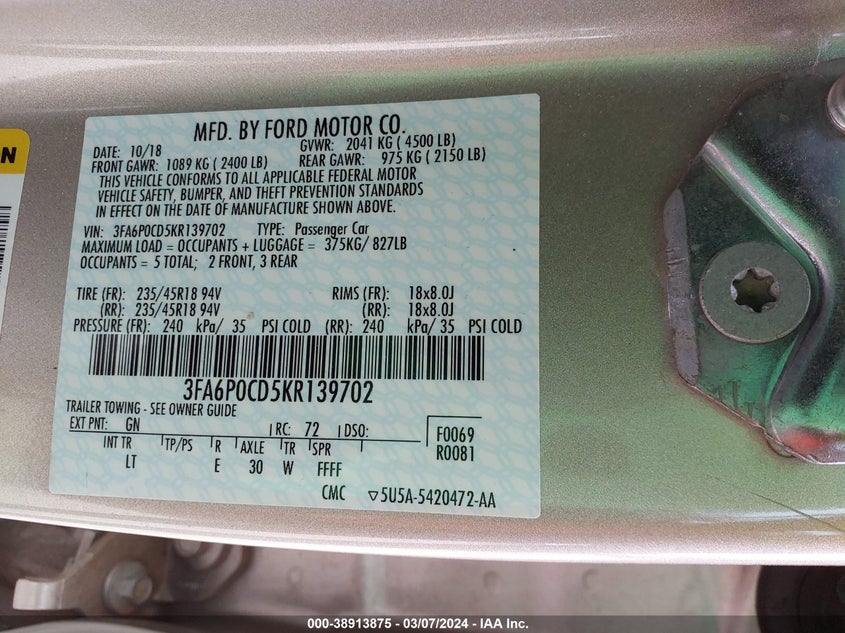 MFD. BY FORD MOTOR CO.
DATE: 10/18 GVWR: 2041 KG ( 4500 LB)
FRONT GAWR: 1089 KG ( 2400 LB) REAR GAWR: 975 KG ( 2150 LB)
THIS VEHICLE CONFORMS TO ALL APPLICABLE FEDERAL MOTOR
VEHICLE SAFETY, BUMPER, AND THEFT PREVENTION STANDARDS
IN EFFECT ON THE DATE OF MANUFACTURE SHOWN ABOVE.
VIN: 3FA6P0CD5KR139702 TYPE: Passenger Car
MAXIMUM LOAD = OCCUPANTS + LUGGAGE = 375KG/ 827LB
OCCUPANTS = 5 TOTAL; 2 FRONT, 3 REAR
TIRE (FR): 235/45R18 94V RIMS (FR): 18x8.0J
(RR): 235/45R18 94V (RR): 18x8.0J
PRESSURE (FR): 240 kPa/ 35 PSI COLD (RR): 240 kPa/ 35 PSI COLD
3FA6P0CD5KR139702
TRAILER TOWING - SEE OWNER GUIDE
EXT PNT: GN RC: 72 DSO: F0069
INT TR TP/PS R AXLE TR SPR R0081
LT E 30 W FFFF
CMC ▽5U5A-5420472-AA
000-38913875 - 03/07/2024 - IAA Inc.